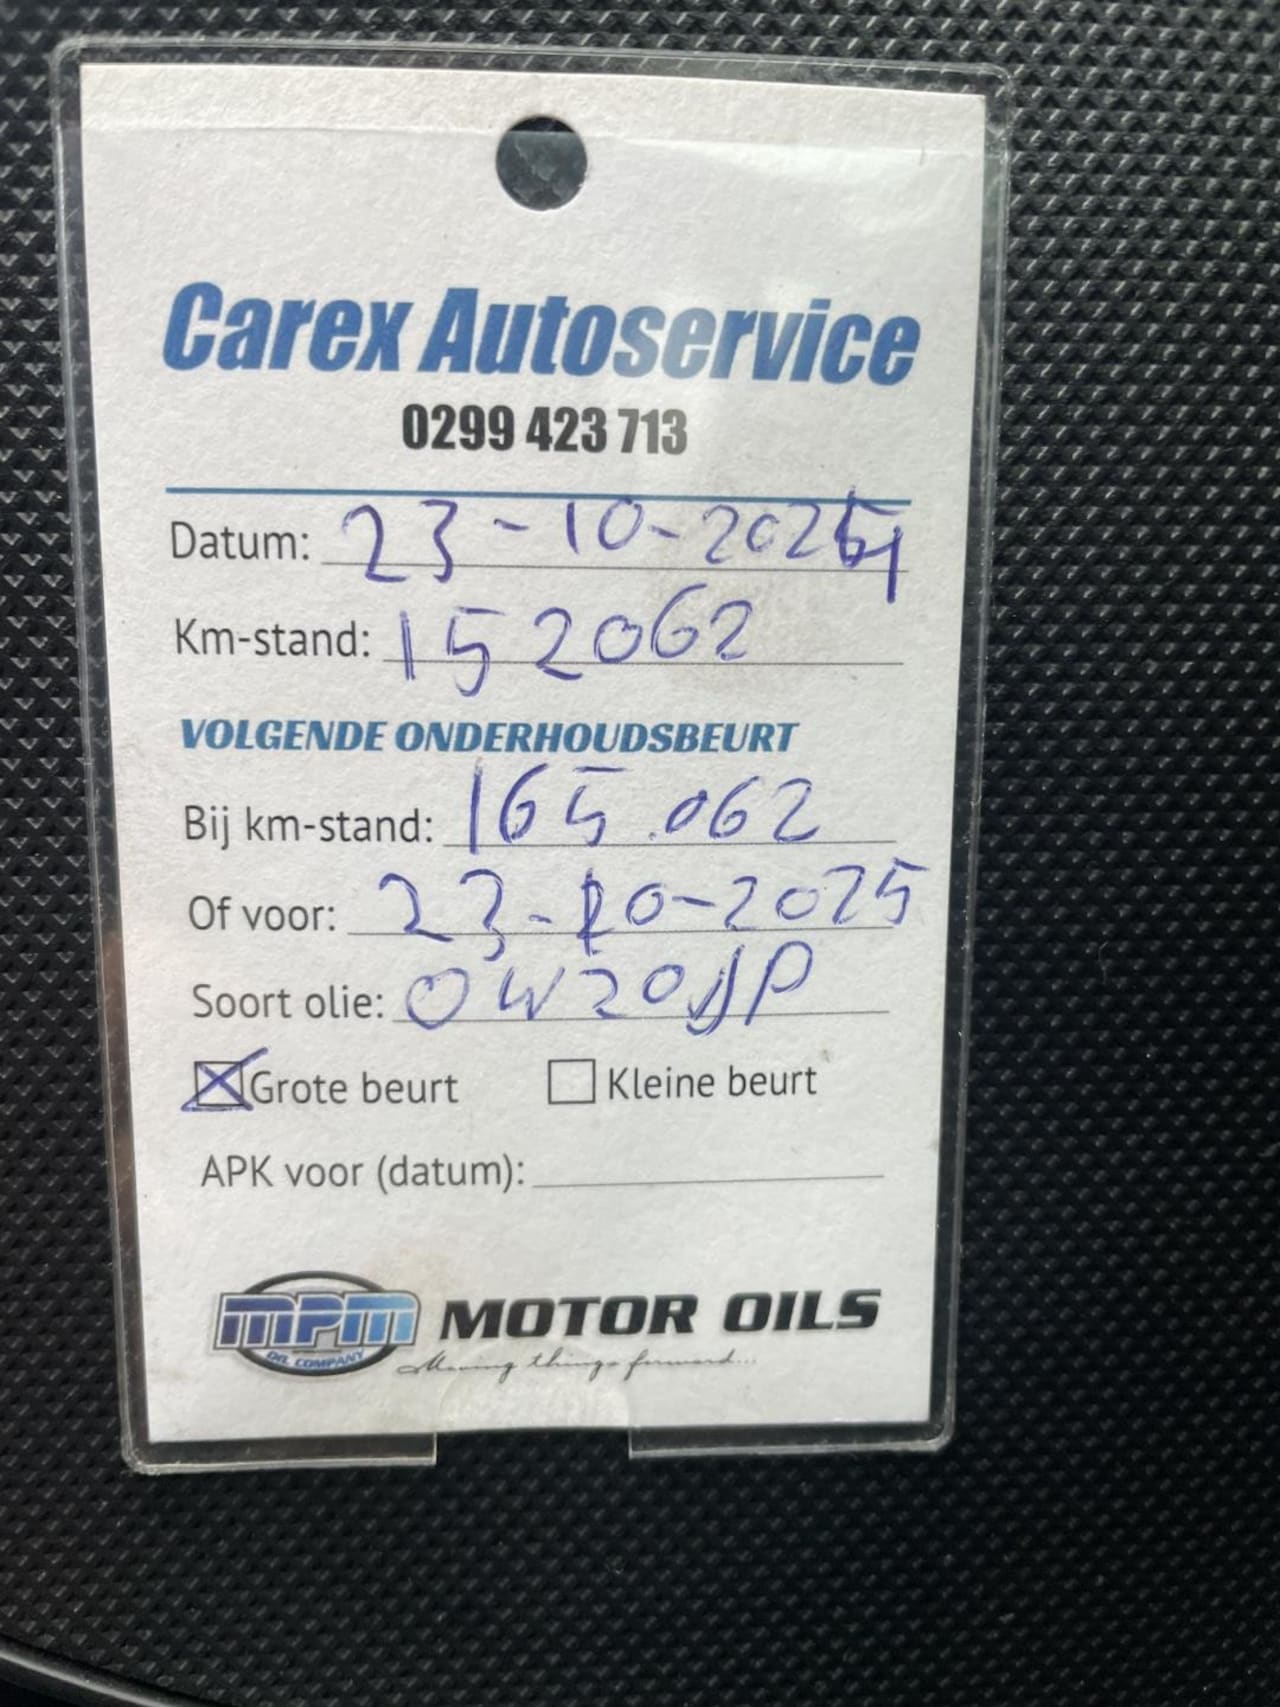 Carex Autoservice
0299 423 713
Datum: 23-10-2024
Km-stand: 152062
VOLGENDE ONDERHOUDSBEURT
Bij km-stand: 165.062
Of voor: 23-10-2025
Soort olie: 0W20
Grote beurt Kleine beurt
APK voor (datum):
mpm MOTOR OILS
OIL COMPANY
Moving things forward...